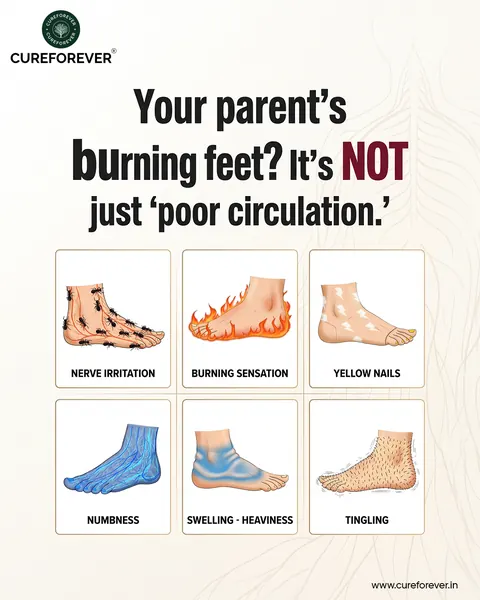 CUREFOREVER
CUREFOREVER
CUREFOREVER®
Your parent's
burning feet? It's NOT
just 'poor circulation.'
NERVE IRRITATION
BURNING SENSATION
YELLOW NAILS
NUMBNESS
SWELLING - HEAVINESS
TINGLING
www.cureforever.in